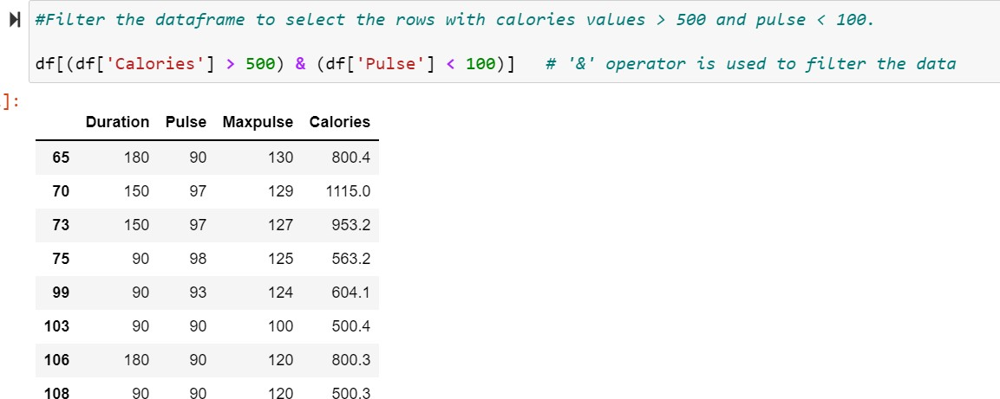 #Filter the dataframe to select the rows with calories values > 500 and pulse < 100.
df[(df['Calories'] > 500) & (df['Pulse'] < 100)]   # '&' operator is used to filter the data
]:
Duration Pulse Maxpulse Calories
65 180 90 130 800.4
70 150 97 129 1115.0
73 150 97 127 953.2
75 90 98 125 563.2
99 90 93 124 604.1
103 90 90 100 500.4
106 180 90 120 800.3
108 90 90 120 500.3